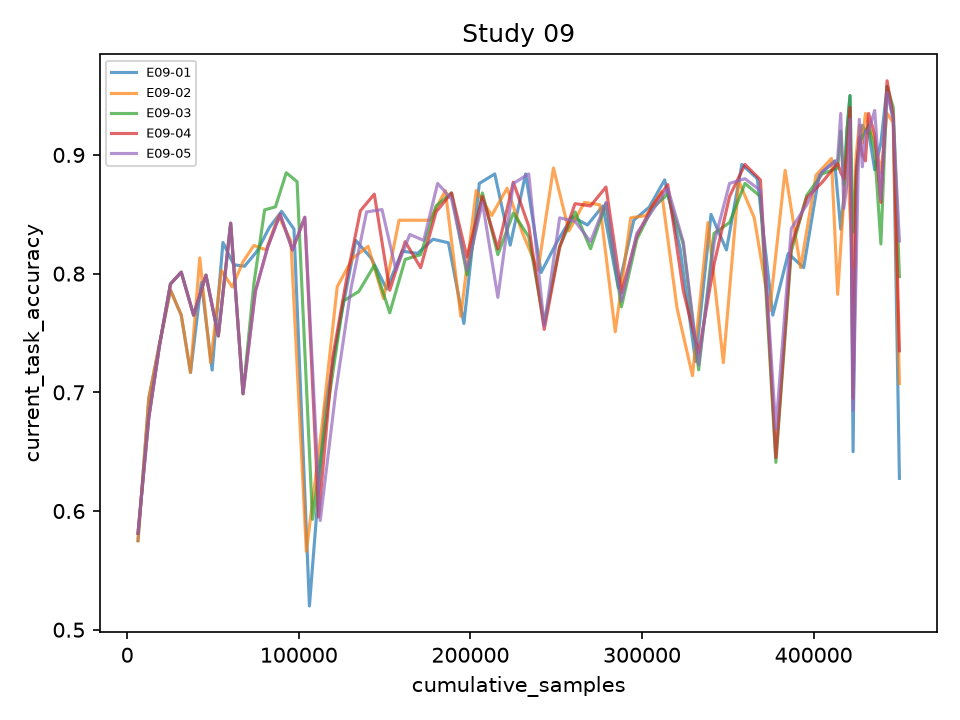 Study 09
E09-01
E09-02
E09-03
E09-04
E09-05
current_task_accuracy
0.9
0.8
0.7
0.6
0.5
0
100000
200000
300000
400000
cumulative_samples